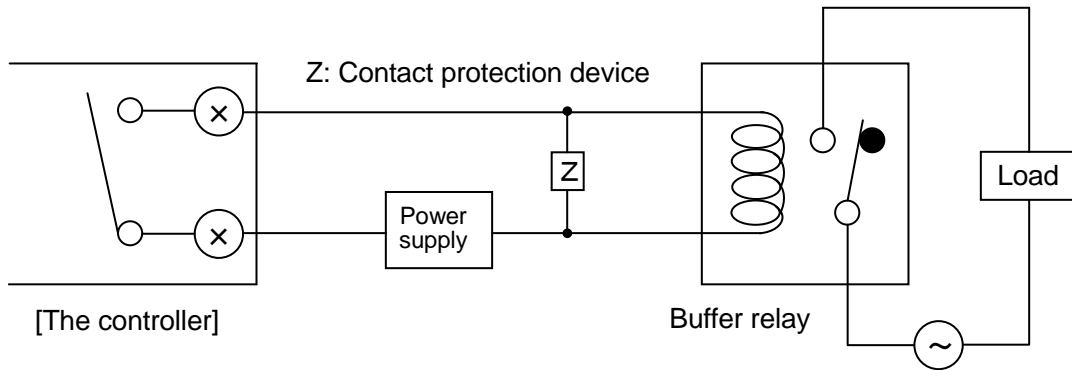 Z: Contact protection device
Z
Power
supply
Load
[The controller]
Buffer relay
~